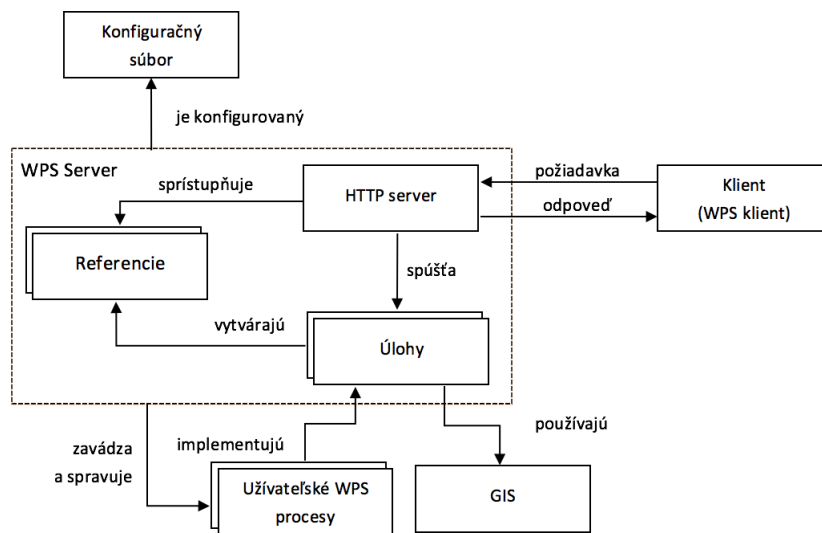 Konfiguračný
súbor
je konfigurovaný
WPS Server
HTTP server
sprístupňuje
Referencie
požiadavka
odpoveď
Klient
(WPS klient)
spúšťa
vytvárajú
Úlohy
zavádza
a spravuje
implementujú
používajú
Užívateľské WPS
procesy
GIS